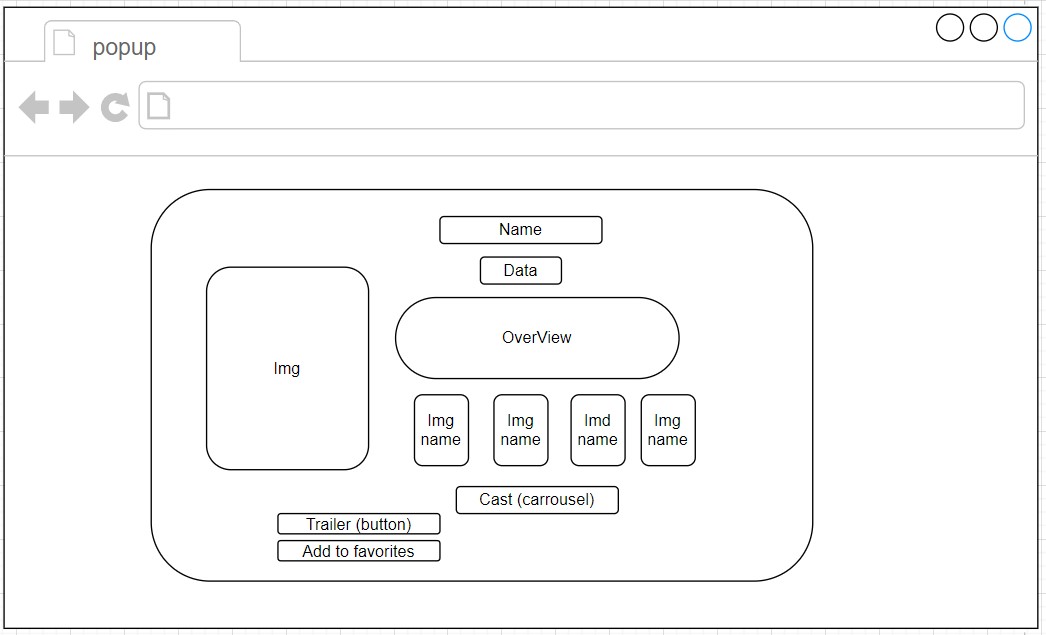 popup
Name
Data
OverView
Img
Img
name
Img
name
Imd
name
Img
name
Cast (carrousel)
Trailer (button)
Add to favorites